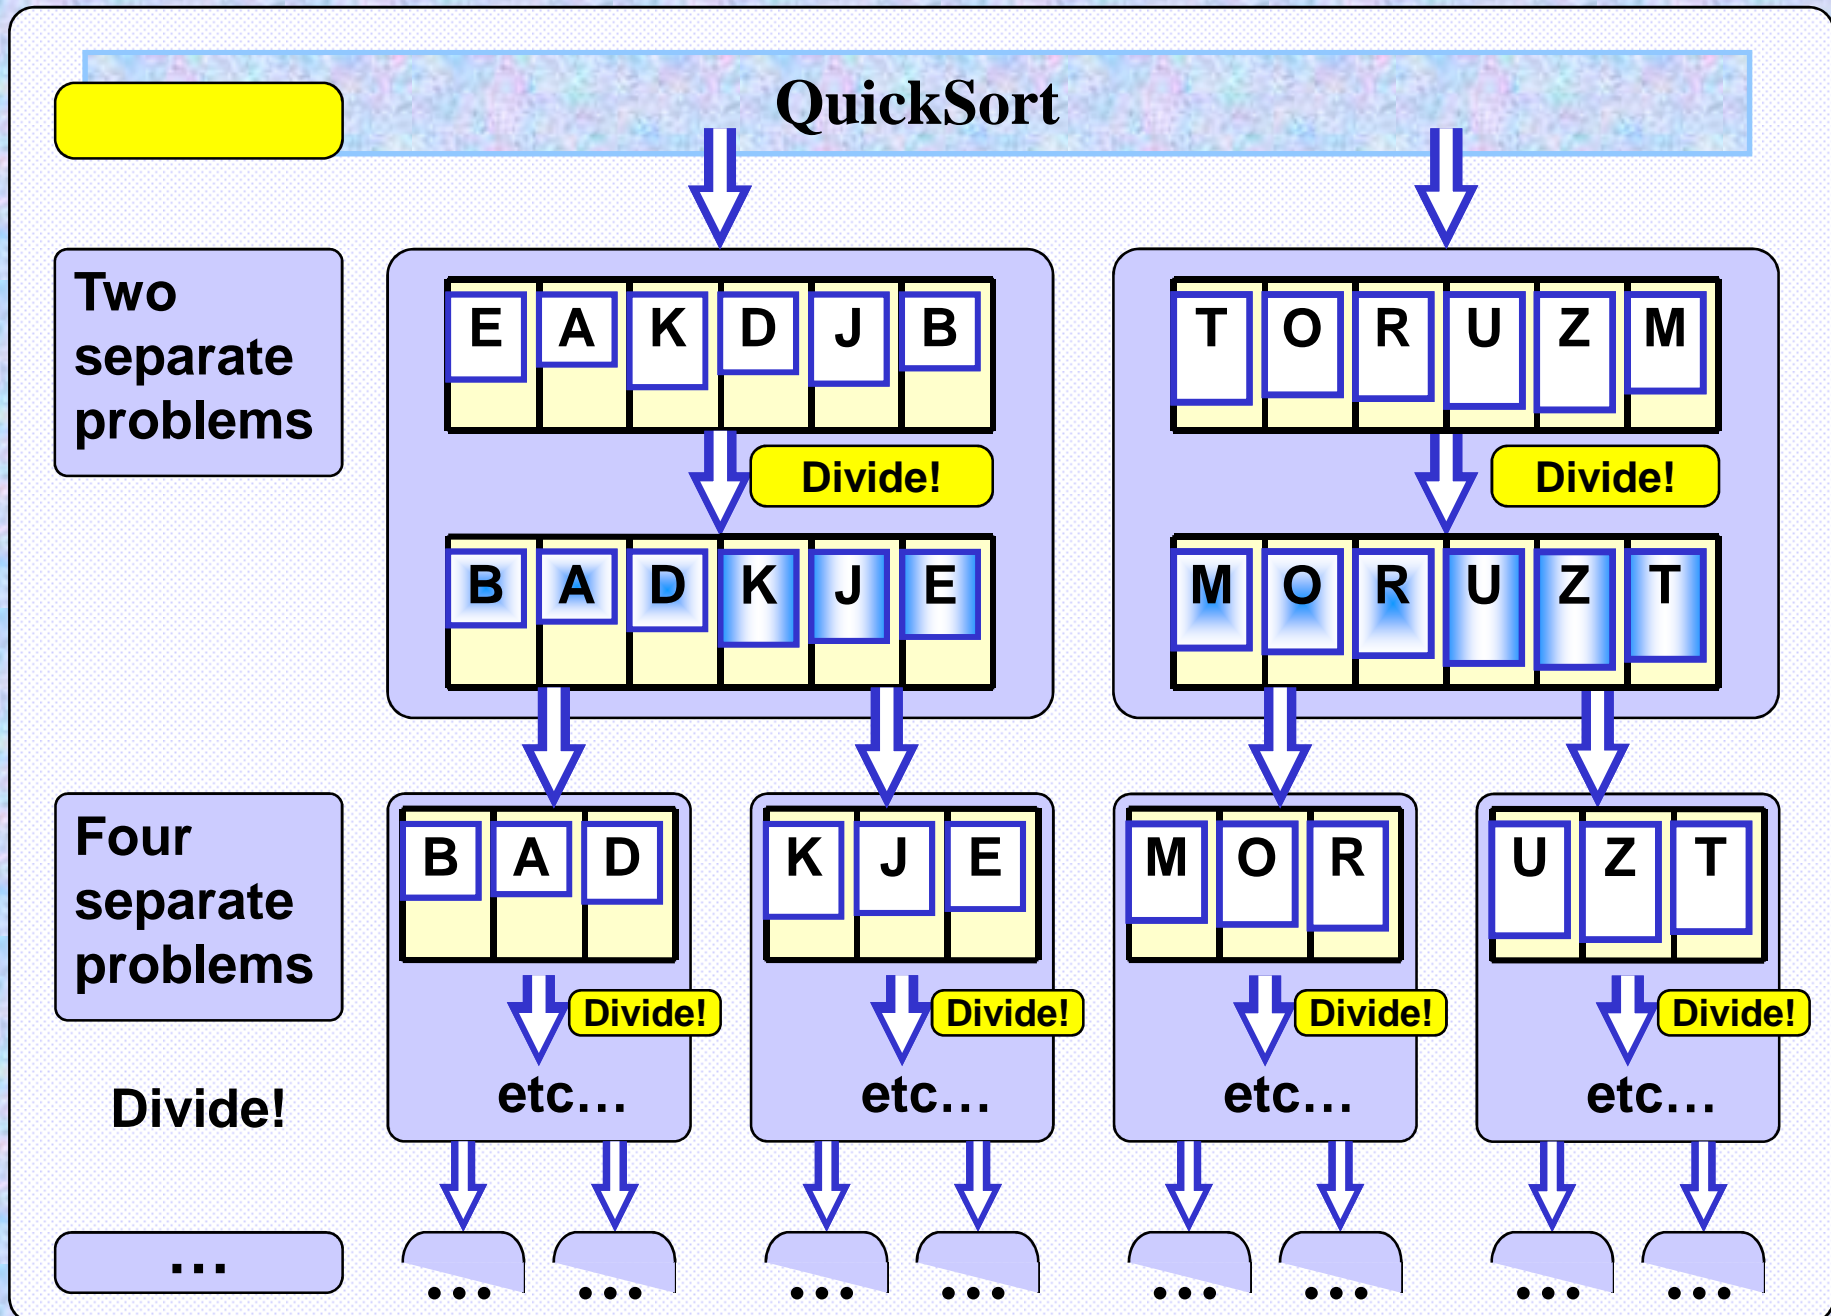 QuickSort
Two
separate
problems
E A K D J B
T O R U Z M
Divide!
Divide!
B A D K J E
M O R U Z T
Four
separate
problems
B A D
K J E
M O R
U Z T
Divide!
Divide!
Divide!
Divide!
Divide!
etc…
etc…
etc…
etc…
…
…
…
…
…
…
…
…
…